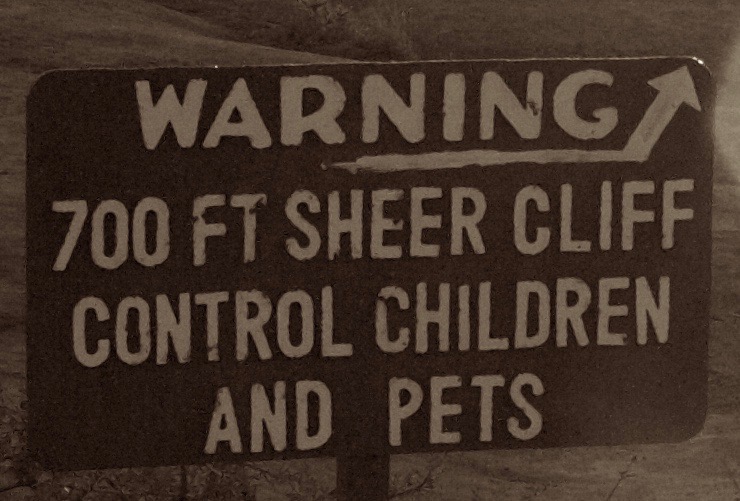 WARNING
700 FT SHEER CLIFF
CONTROL CHILDREN
AND PETS